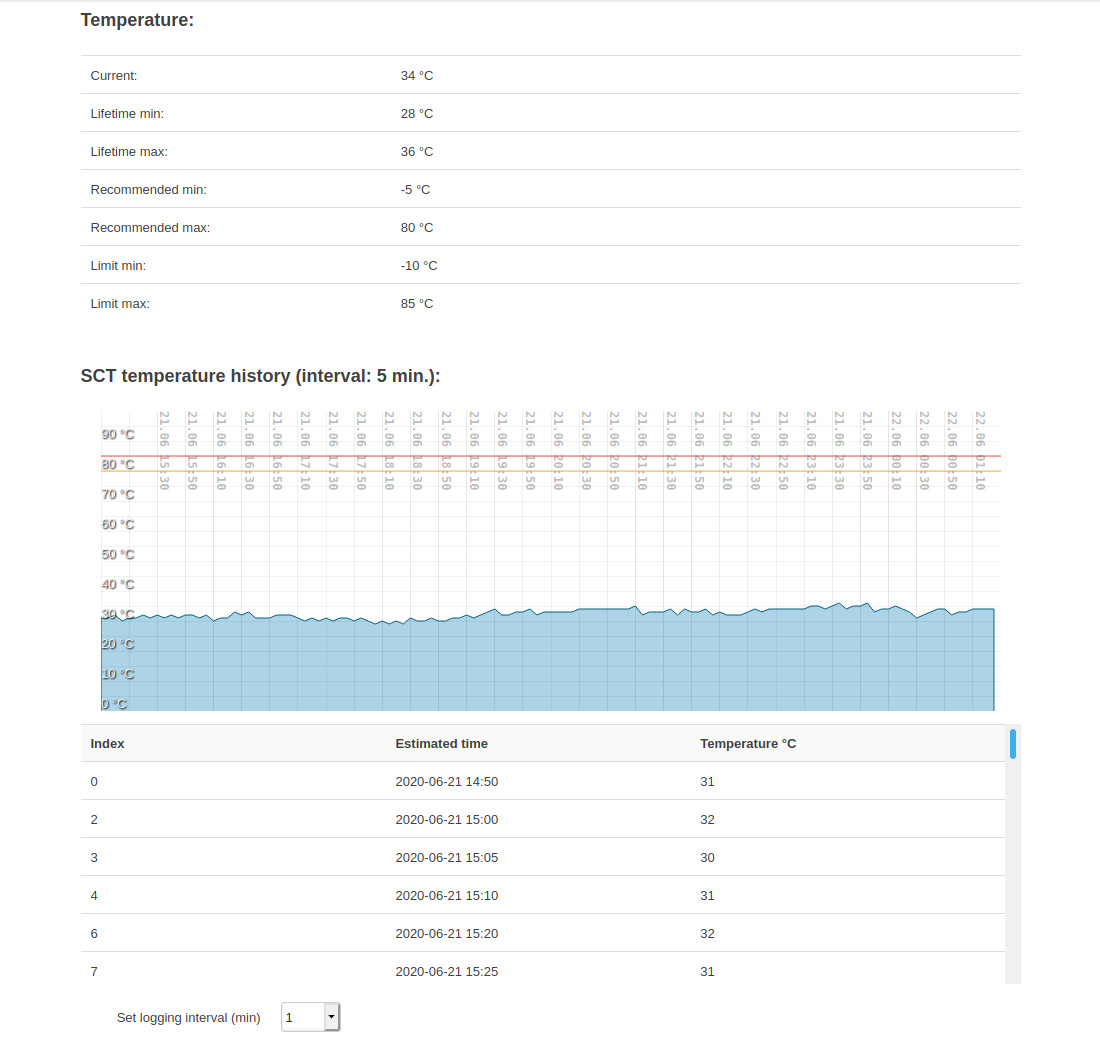 Temperature:
Current: 34 °C
Lifetime min: 28 °C
Lifetime max: 36 °C
Recommended min: -5 °C
Recommended max: 80 °C
Limit min: -10 °C
Limit max: 85 °C
SCT temperature history (interval: 5 min.):
21.06 15:30
21.06 15:50
21.06 16:10
21.06 16:30
21.06 16:50
21.06 17:10
21.06 17:30
21.06 17:50
21.06 18:10
21.06 18:30
21.06 18:50
21.06 19:10
21.06 19:30
21.06 19:50
21.06 20:10
21.06 20:30
21.06 20:50
21.06 21:10
21.06 21:30
21.06 21:50
21.06 22:10
21.06 22:30
21.06 22:50
21.06 23:10
21.06 23:30
21.06 23:50
22.06 00:10
22.06 00:30
22.06 00:50
22.06 01:10
90 °C
80 °C
70 °C
60 °C
50 °C
40 °C
30 °C
20 °C
10 °C
0 °C
Index Estimated time Temperature °C
0 2020-06-21 14:50 31
2 2020-06-21 15:00 32
3 2020-06-21 15:05 30
4 2020-06-21 15:10 31
6 2020-06-21 15:20 32
7 2020-06-21 15:25 31
Set logging interval (min) 1